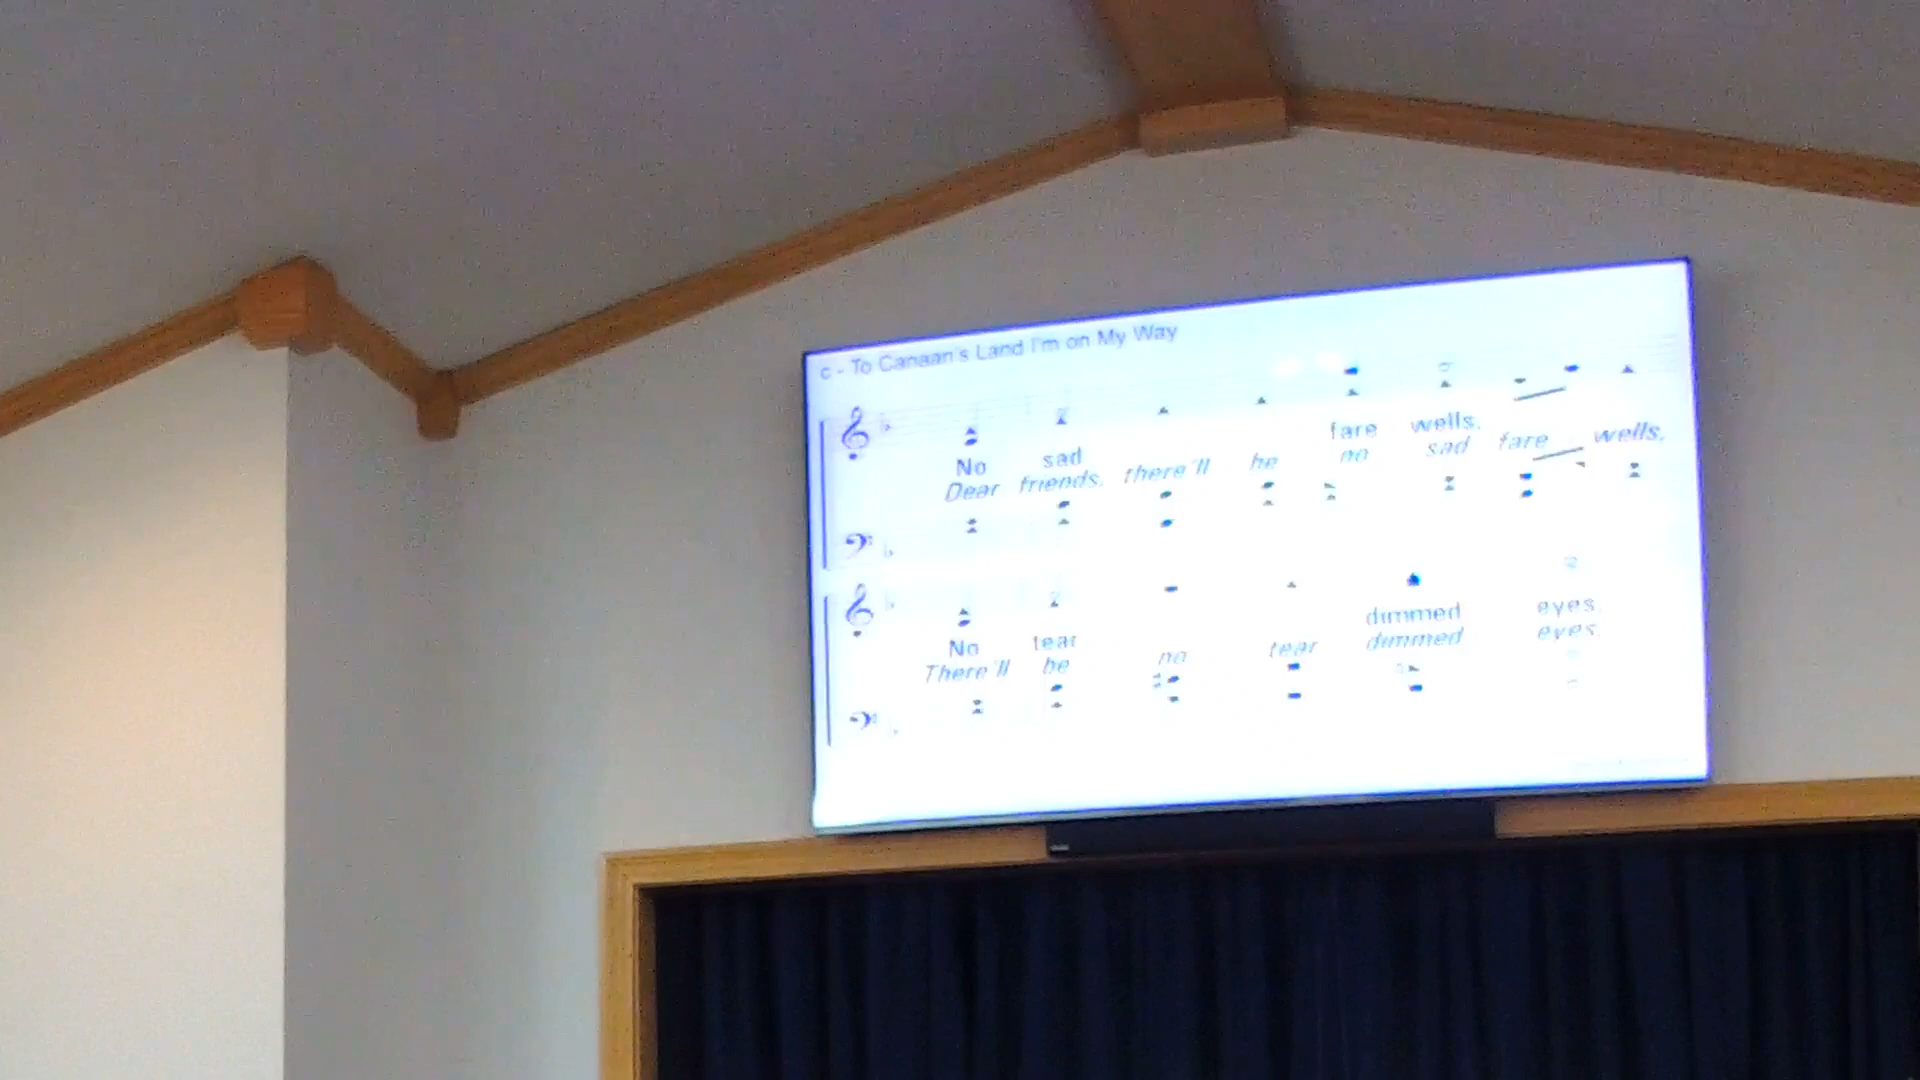 c - To Canaan's Land I'm on My Way
No sad fare wells,
Dear friends, there'll be no sad fare wells,
No tear dimmed eyes,
There'll be no tear dimmed eyes,